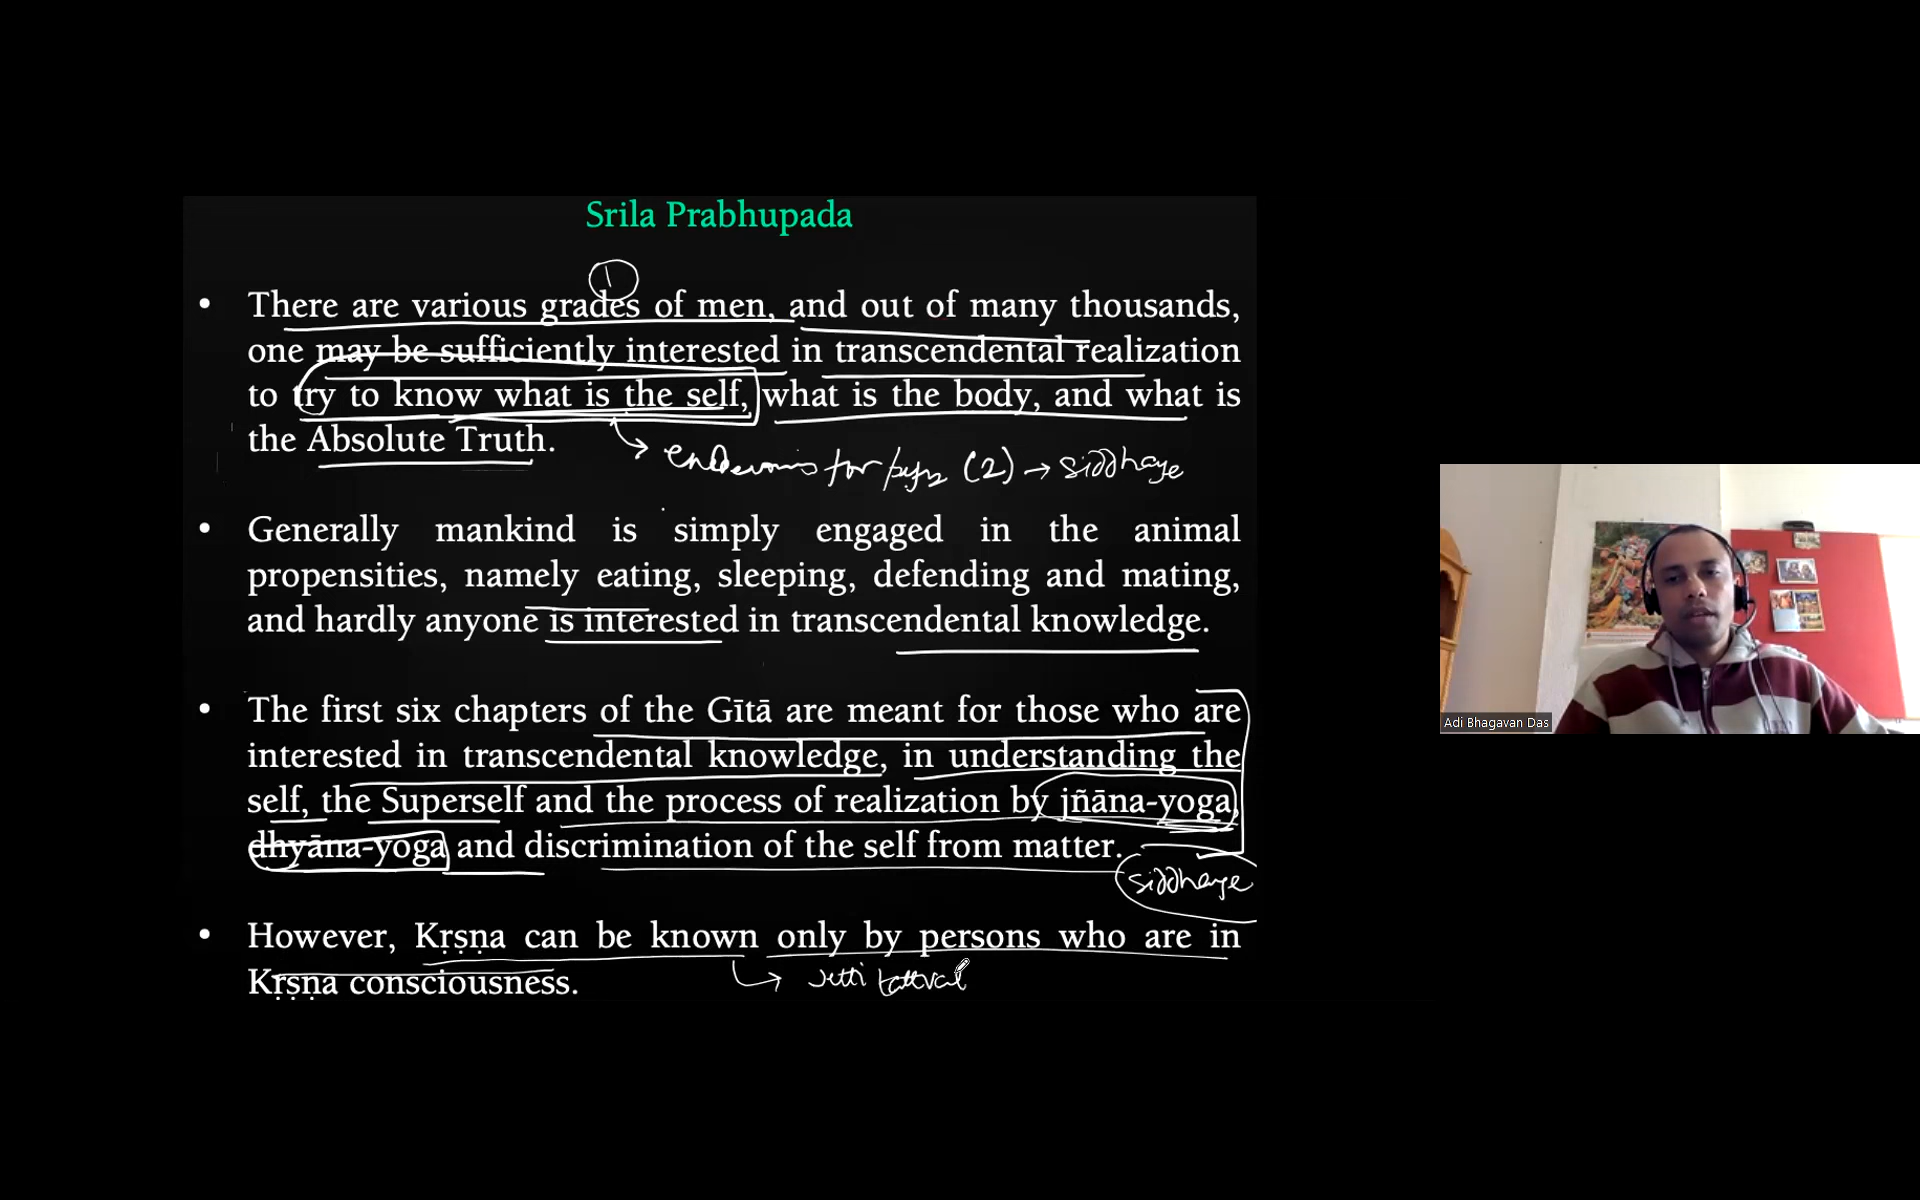 Srila Prabhupada
1
• There are various grades of men, and out of many thousands,
one may be sufficiently interested in transcendental realization
to try to know what is the self, what is the body, and what is
the Absolute Truth.
for (2) → siddhaye
• Generally mankind is simply engaged in the animal
propensities, namely eating, sleeping, defending and mating,
and hardly anyone is interested in transcendental knowledge.
• The first six chapters of the Gītā are meant for those who are
interested in transcendental knowledge, in understanding the
self, the Superself and the process of realization by jñāna-yoga,
dhyāna-yoga and discrimination of the self from matter.
siddhaye
• However, Kṛṣṇa can be known only by persons who are in
Kṛṣṇa consciousness.
Adi Bhagavan Das